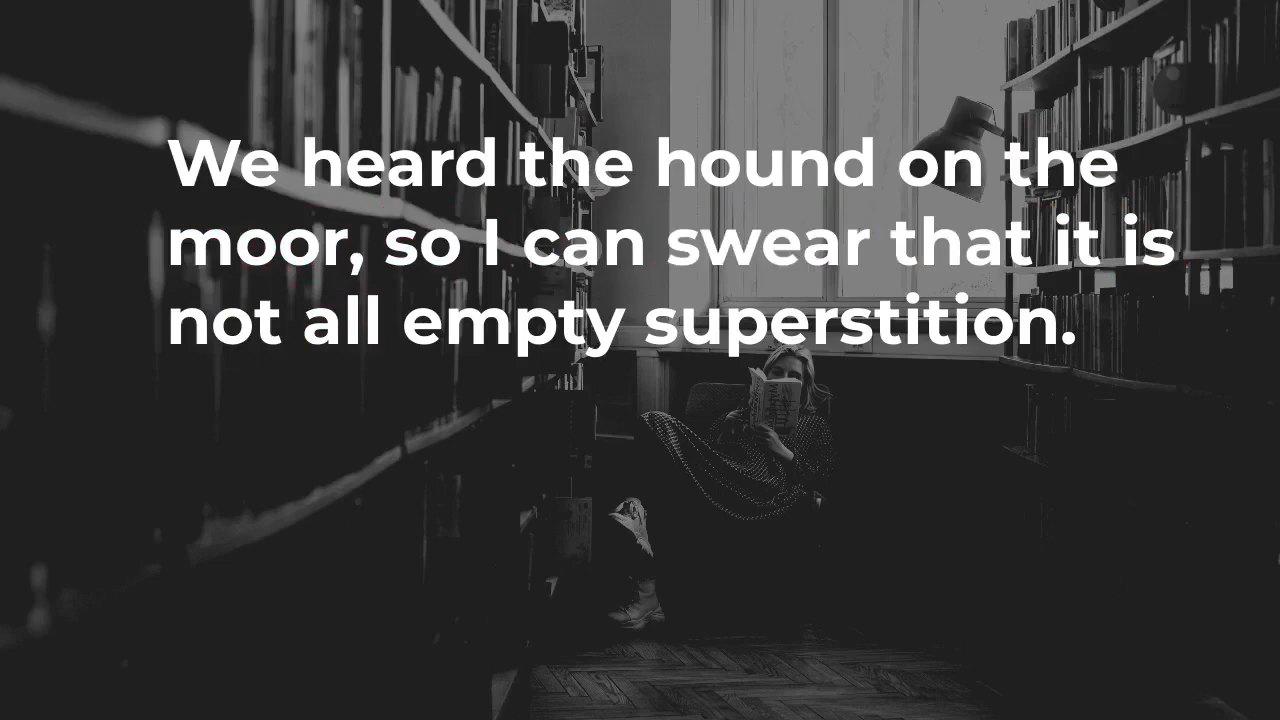 We heard the hound on the
moor, so I can swear that it is
not all empty superstition.